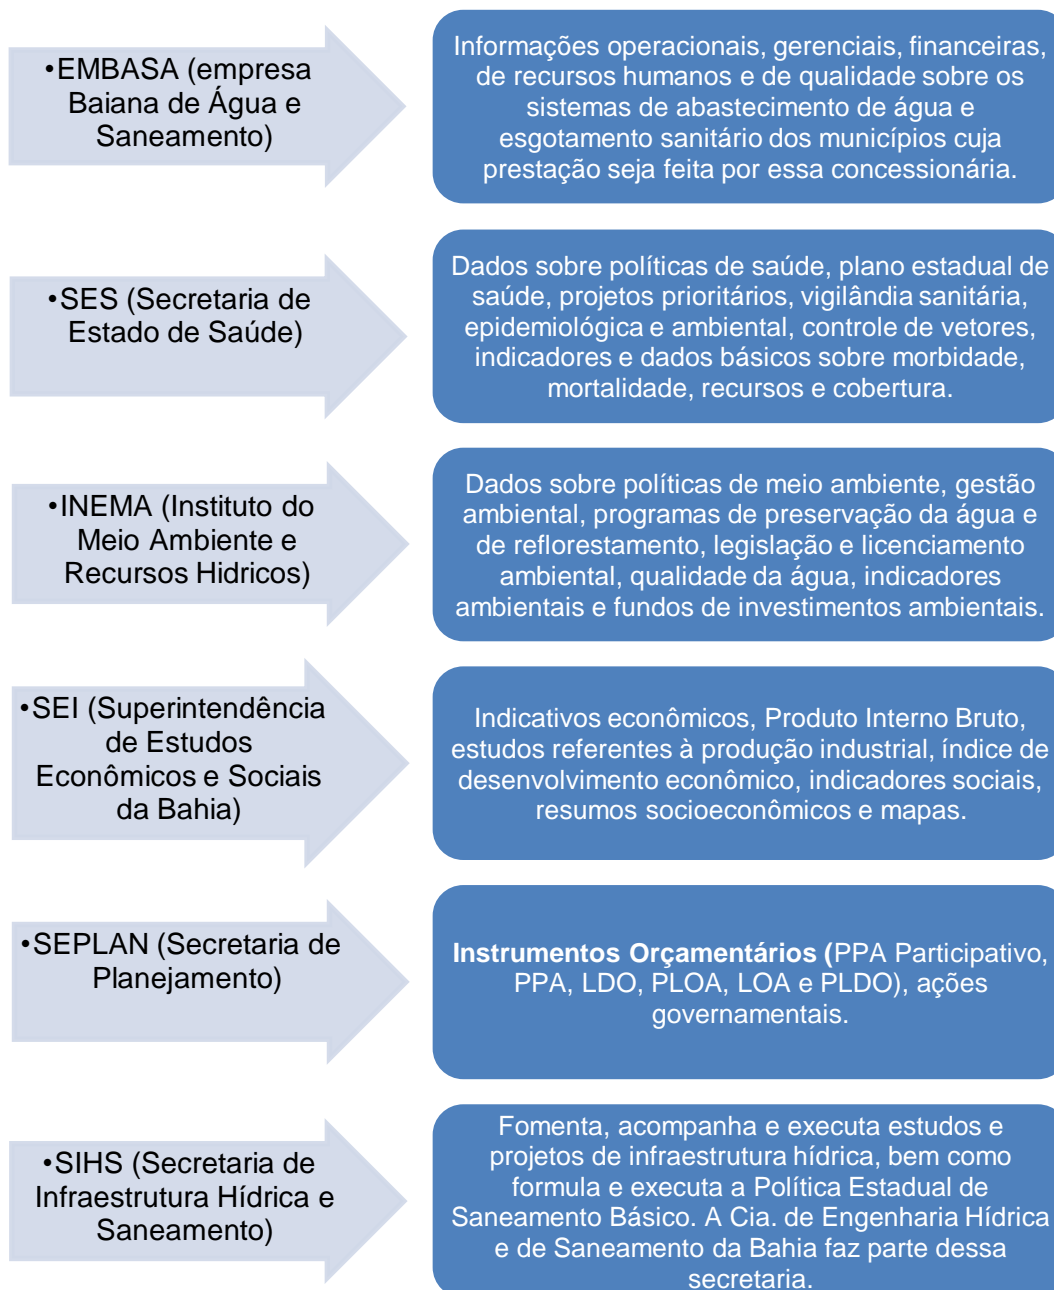 •EMBASA (empresa
Baiana de Água e
Saneamento)
Informações operacionais, gerenciais, financeiras,
de recursos humanos e de qualidade sobre os
sistemas de abastecimento de água e
esgotamento sanitário dos municípios cuja
prestação seja feita por essa concessionária.
•SES (Secretaria de
Estado de Saúde)
Dados sobre políticas de saúde, plano estadual de
saúde, projetos prioritários, vigilândia sanitária,
epidemiológica e ambiental, controle de vetores,
indicadores e dados básicos sobre morbidade,
mortalidade, recursos e cobertura.
•INEMA (Instituto do
Meio Ambiente e
Recursos Hidricos)
Dados sobre políticas de meio ambiente, gestão
ambiental, programas de preservação da água e
de reflorestamento, legislação e licenciamento
ambiental, qualidade da água, indicadores
ambientais e fundos de investimentos ambientais.
•SEI (Superintendência
de Estudos
Econômicos e Sociais
da Bahia)
Indicativos econômicos, Produto Interno Bruto,
estudos referentes à produção industrial, índice de
desenvolvimento econômico, indicadores sociais,
resumos socioeconômicos e mapas.
•SEPLAN (Secretaria de
Planejamento)
Instrumentos Orçamentários (PPA Participativo,
PPA, LDO, PLOA, LOA e PLDO), ações
governamentais.
•SIHS (Secretaria de
Infraestrutura Hídrica e
Saneamento)
Fomenta, acompanha e executa estudos e
projetos de infraestrutura hídrica, bem como
formula e executa a Política Estadual de
Saneamento Básico. A Cia. de Engenharia Hídrica
e de Saneamento da Bahia faz parte dessa
secretaria.